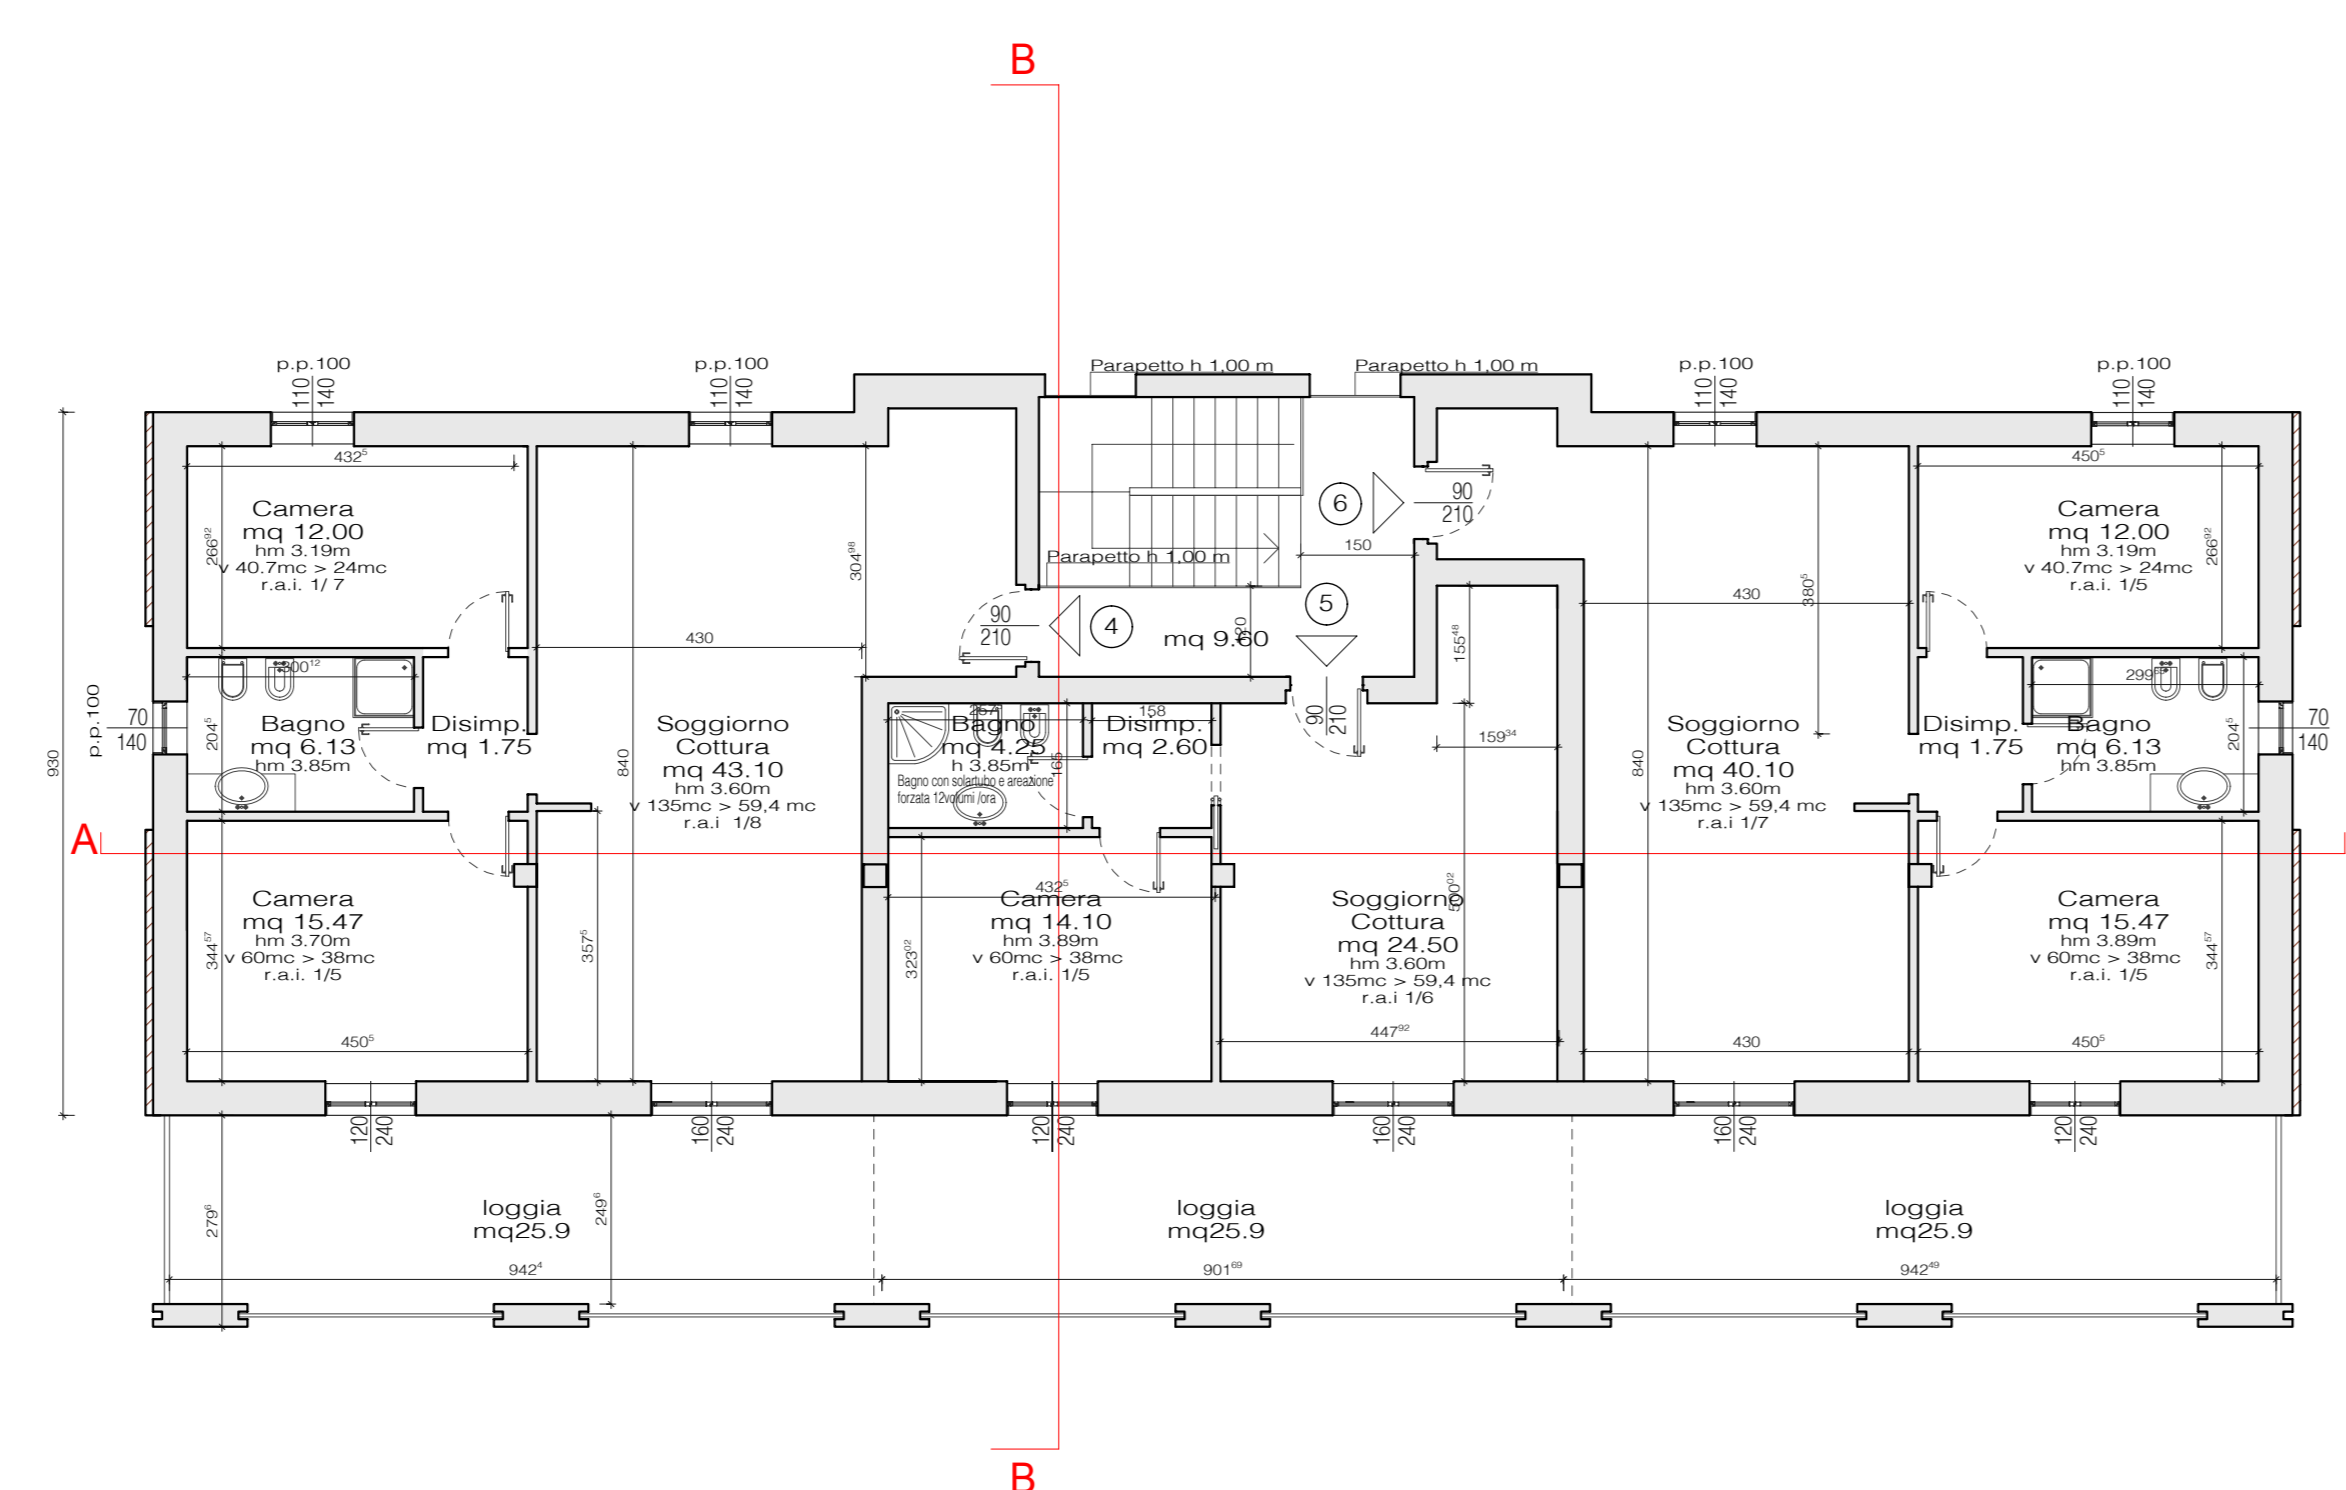 B
p.p.100
110
140
p.p.100
110
140
Parapetto h 1,00 m
Parapetto h 1,00 m
p.p.100
110
140
p.p.100
110
140
432⁵
Camera
mq 12.00
hm 3.19m
v 40.7mc > 24mc
r.a.i. 1/ 7
266⁹²
304⁹⁸
430
840
930
90
210
4
Parapetto h 1,00 m
mq 9.60
120
5
6
150
90
210
90
210
430
380⁵
840
450⁵
Camera
mq 12.00
hm 3.19m
v 40.7mc > 24mc
r.a.i. 1/5
266⁹²
p.p.100
70
140
300¹²
204⁵
Bagno
mq 6.13
hm 3.85m
Disimp.
mq 1.75
Soggiorno
Cottura
mq 43.10
hm 3.60m
v 135mc > 59,4 mc
r.a.i 1/8
257
Bagno
mq 4.25
h 3.85m
Bagno con solartubo e areazione
forzata 12volumi /ora
165
158
Disimp.
mq 2.60
155⁴⁸
159³⁴
Soggiorno
Cottura
mq 40.10
hm 3.60m
v 135mc > 59,4 mc
r.a.i 1/7
Disimp.
mq 1.75
Bagno
mq 6.13
hm 3.85m
204⁵
70
140
A
Camera
mq 15.47
hm 3.70m
v 60mc > 38mc
r.a.i. 1/5
344⁵⁷
450⁵
357⁵
432⁵
Camera
mq 14.10
hm 3.89m
v 60mc > 38mc
r.a.i. 1/5
323⁰²
Soggiorno
Cottura
mq 24.50
hm 3.60m
v 135mc > 59,4 mc
r.a.i 1/6
500⁰²
447⁹²
430
Camera
mq 15.47
hm 3.89m
v 60mc > 38mc
r.a.i. 1/5
344⁵⁷
450⁵
120
240
160
240
120
240
160
240
160
240
120
240
279⁶
249⁶
loggia
mq25.9
loggia
mq25.9
loggia
mq25.9
942⁴
901⁶⁹
942⁴⁹
B